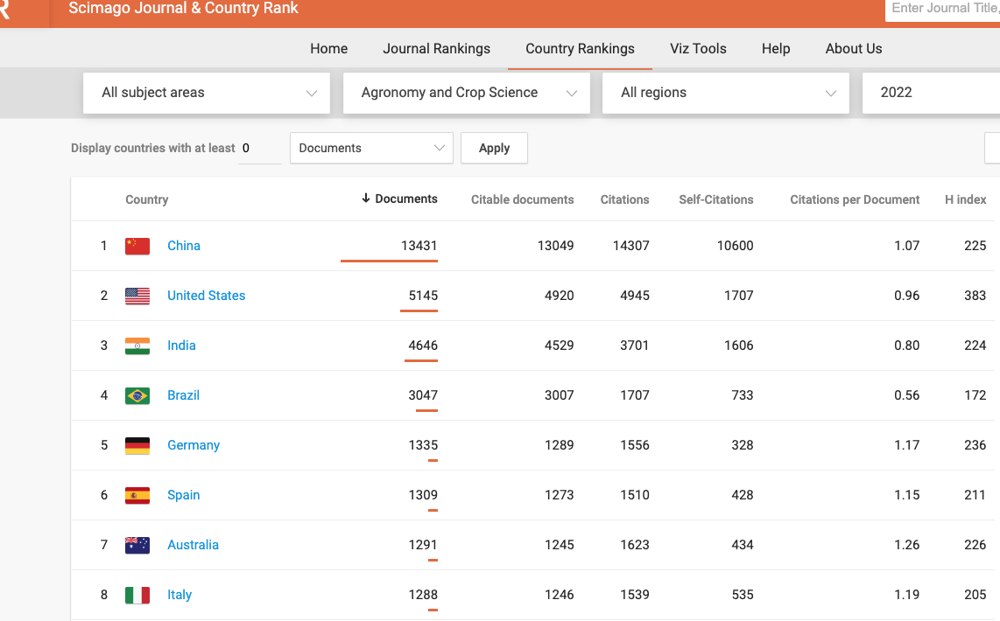 R
Scimago Journal & Country Rank
Enter Journal Title,
Home Journal Rankings Country Rankings Viz Tools Help About Us
All subject areas Agronomy and Crop Science All regions 2022
Display countries with at least 0 Documents Apply
Country ↓ Documents Citable documents Citations Self-Citations Citations per Document H index
1 China 13431 13049 14307 10600 1.07 225
2 United States 5145 4920 4945 1707 0.96 383
3 India 4646 4529 3701 1606 0.80 224
4 Brazil 3047 3007 1707 733 0.56 172
5 Germany 1335 1289 1556 328 1.17 236
6 Spain 1309 1273 1510 428 1.15 211
7 Australia 1291 1245 1623 434 1.26 226
8 Italy 1288 1246 1539 535 1.19 205